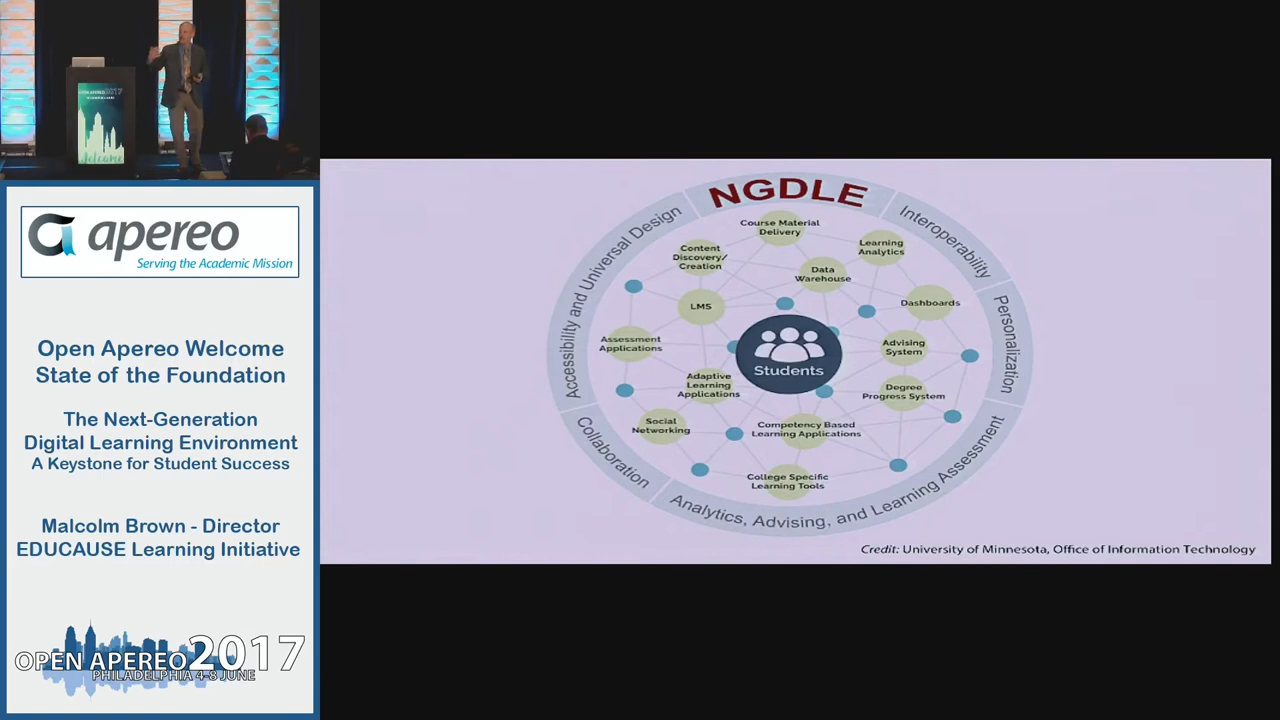 OPEN APEREO 2017
Welcome
apereo
Serving the Academic Mission
Open Apereo Welcome
State of the Foundation
The Next-Generation
Digital Learning Environment
A Keystone for Student Success
Malcolm Brown - Director
EDUCAUSE Learning Initiative
OPEN APEREO 2017
PHILADELPHIA 4-8 JUNE
NGDLE
Interoperability
Personalization
Analytics, Advising, and Learning Assessment
Collaboration
Accessibility and Universal Design
Course Material
Delivery
Content
Discovery/
Creation
Learning
Analytics
Data
Warehouse
LMS
Dashboards
Assessment
Applications
Advising
System
Students
Adaptive
Learning
Applications
Degree
Progress System
Social
Networking
Competency Based
Learning Applications
College Specific
Learning Tools
Credit: University of Minnesota, Office of Information Technology